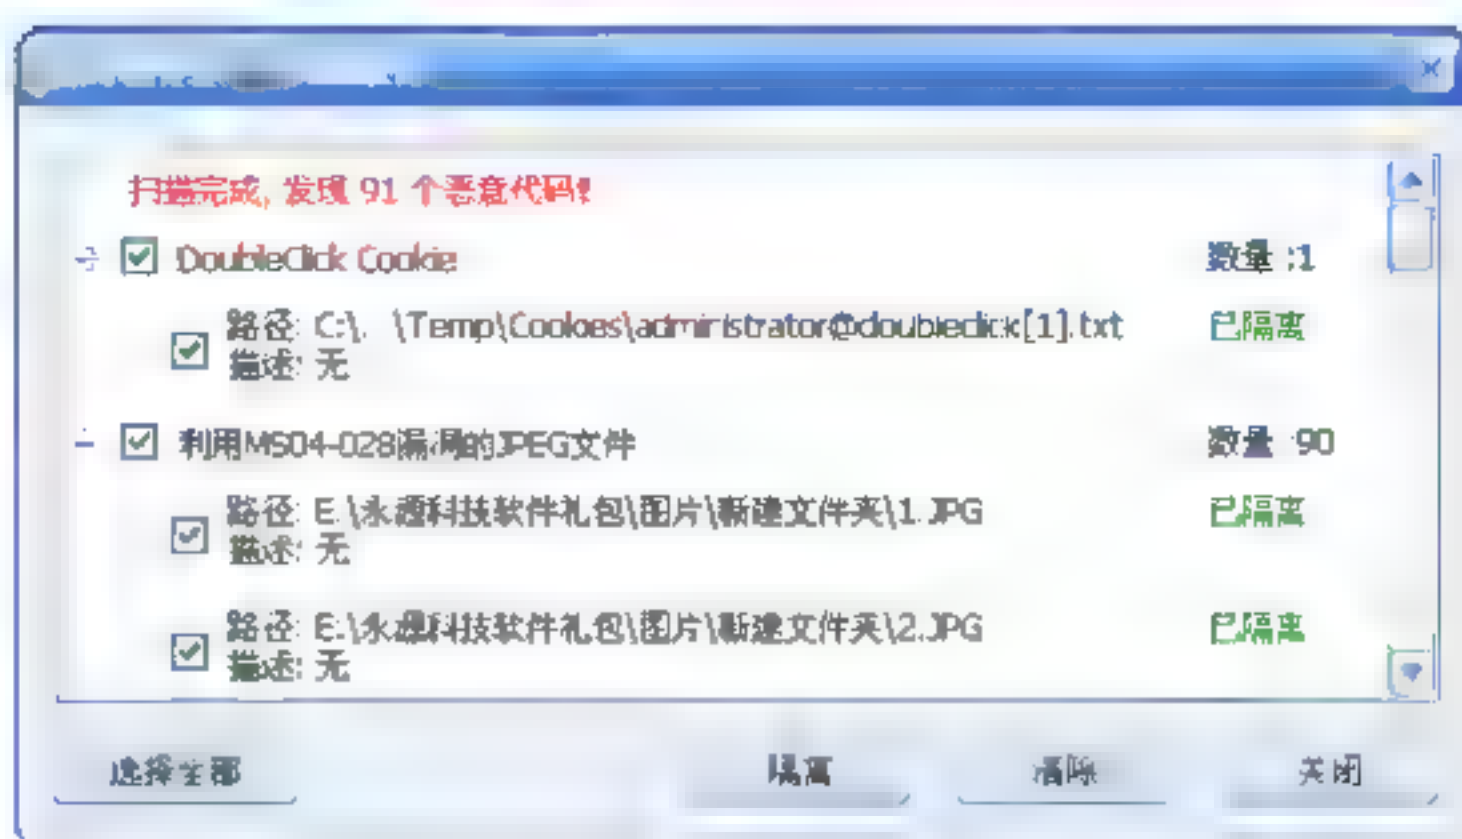 扫描完成, 发现 91 个恶意代码!
DoubleClick Cookie 数量 :1
路径: C:\. \Temp\Cookies\administrator@doubleclick[1].txt 已隔离
描述: 无
利用MS04-028漏洞的JPEG文件 数量 :90
路径: E:\永 科技软件礼包\图片\新建文件夹\1.JPG 已隔离
描述: 无
路径: E:\永 科技软件礼包\图片\新建文件夹\2.JPG 已隔离
描述: 无
选择全部 隔离 清除 关闭